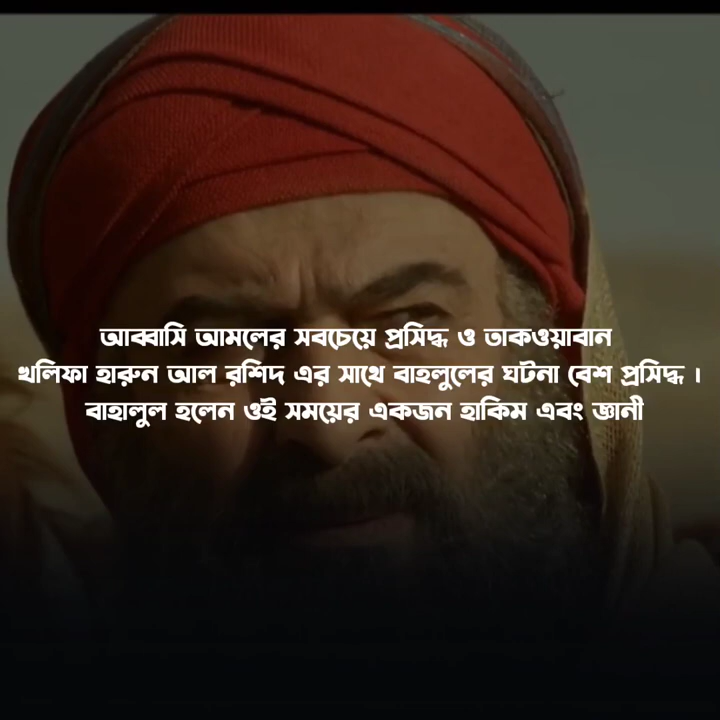 আব্বাসি আমলের সবচেয়ে প্রসিদ্ধ ও তাকওয়াবান
খলিফা হারুন আল রশিদ এর সাথে বাহলুলের ঘটনা বেশ প্রসিদ্ধ ।
বাহালুল হলেন ওই সময়ের একজন হাকিম এবং জ্ঞানী